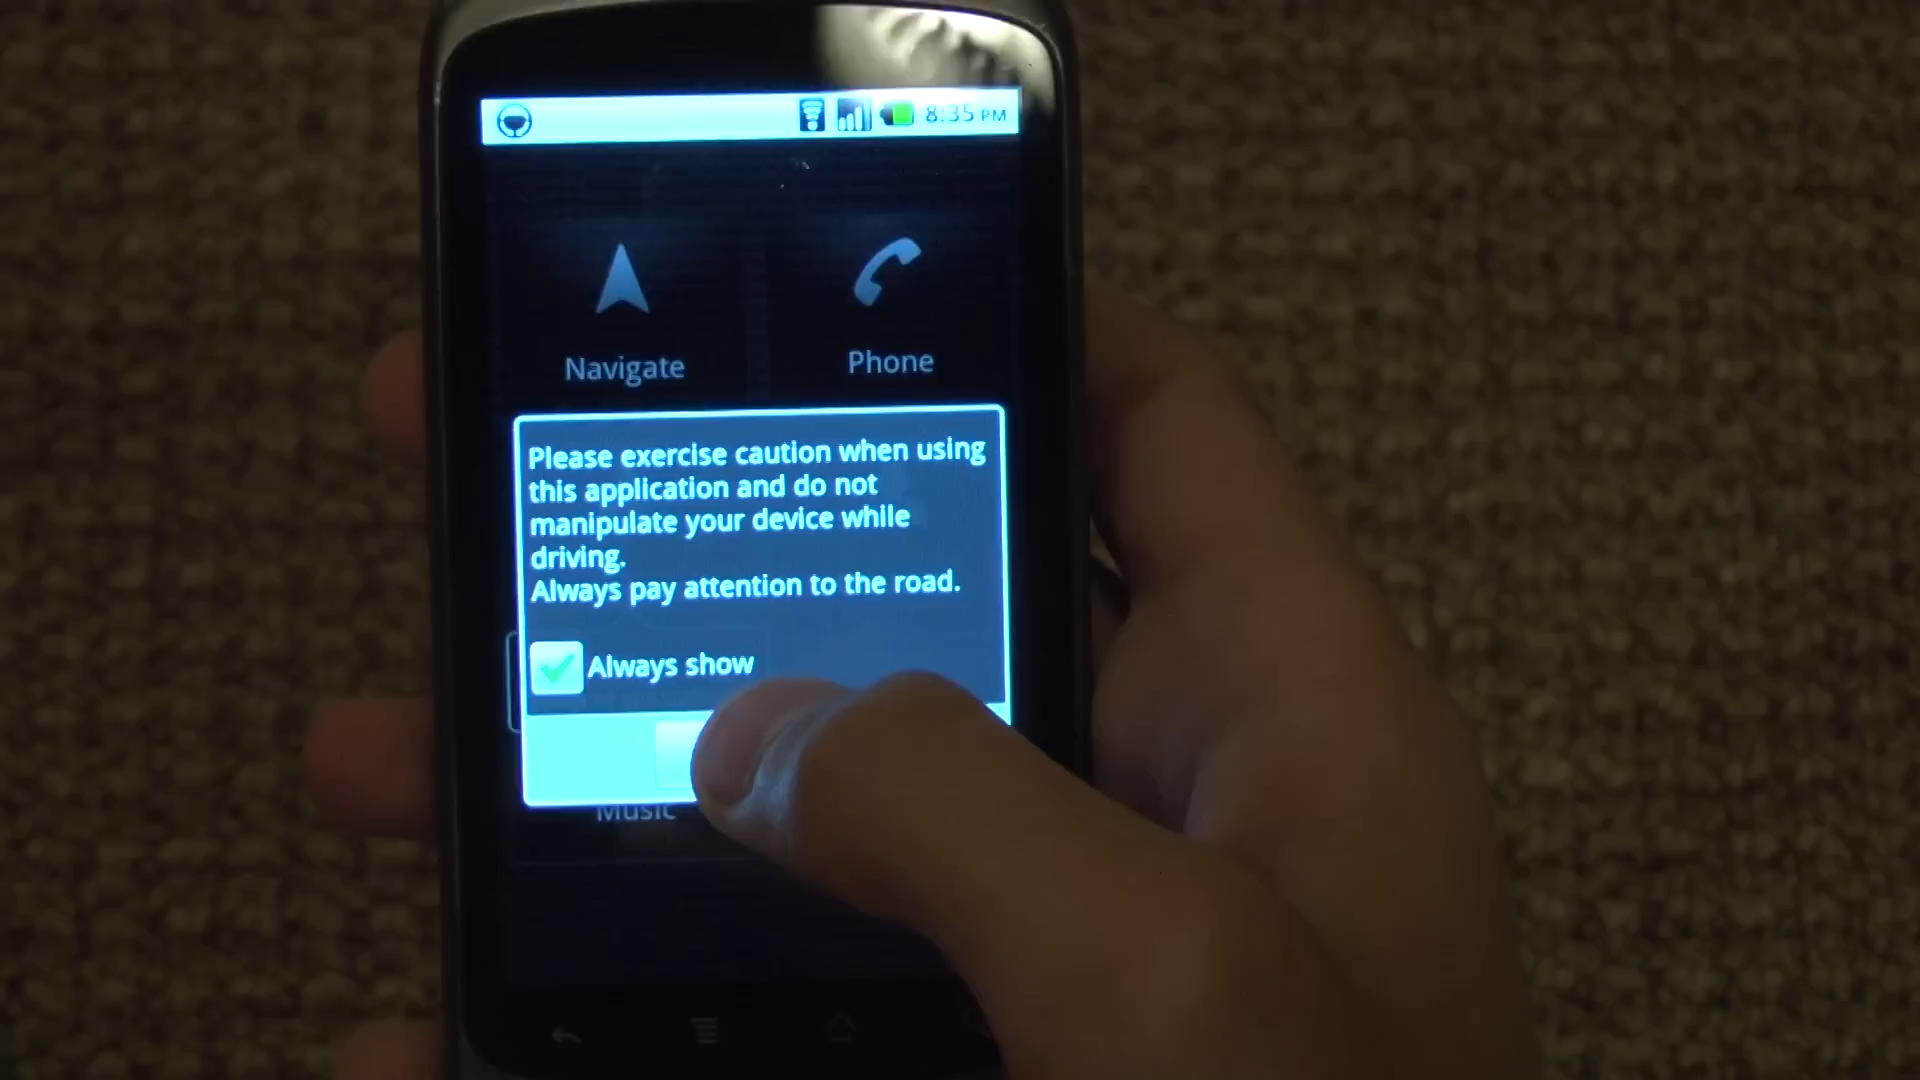 8:35 PM
Navigate
Phone
Please exercise caution when using
this application and do not
manipulate your device while
driving.
Always pay attention to the road.
Always show
Music